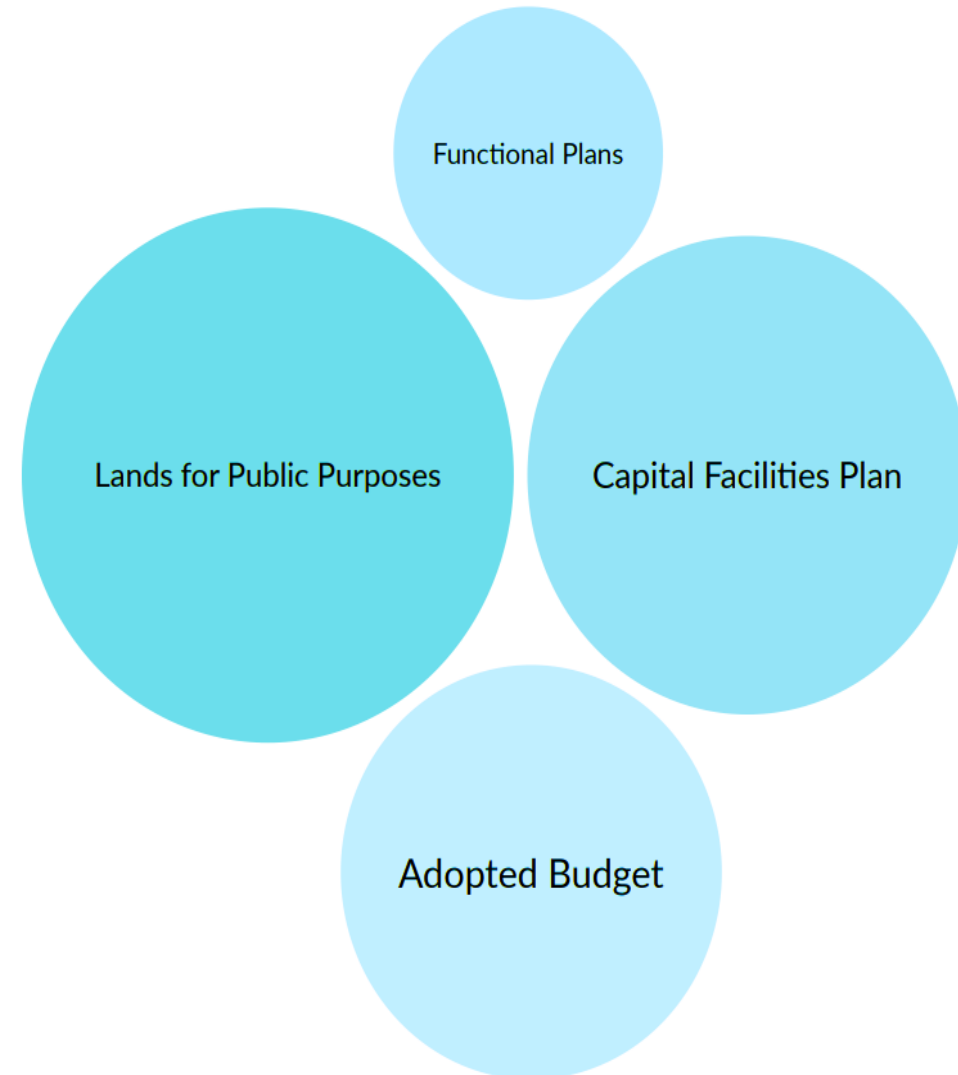 Functional Plans
Lands for Public Purposes
Capital Facilities Plan
Adopted Budget